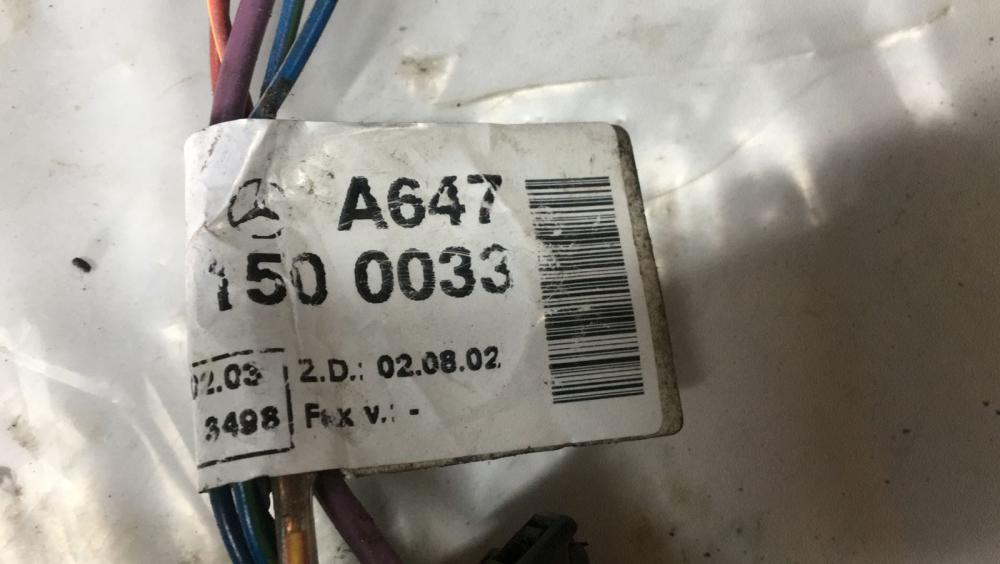 A647
150 0033
02.03
Z.D.: 02.08.02
3498
Fax v.: -